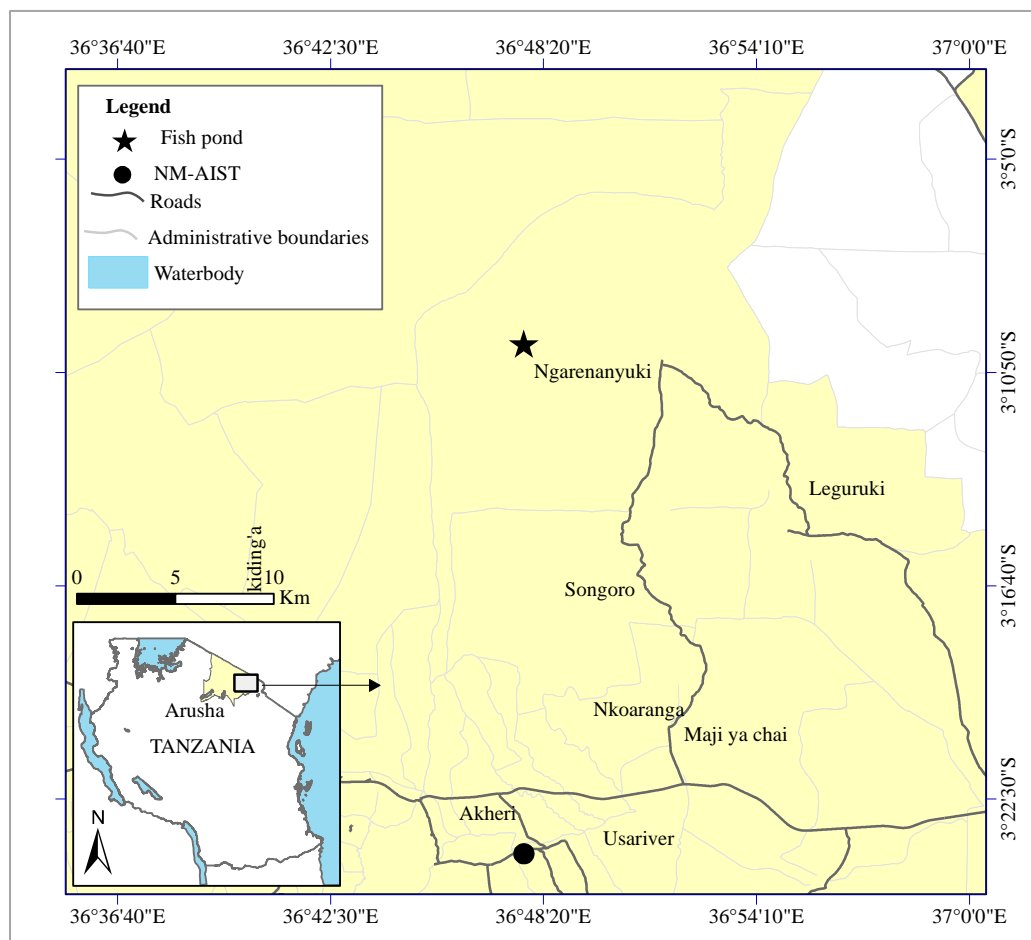 36°36'40"E 36°42'30"E 36°48'20"E 36°54'10"E 37°0'0"E
Legend
Fish pond
NM-AIST
Roads
Administrative boundaries
Waterbody
3°5'0"S
Ngarenanyuki
3°10'50"S
Leguruki
kiding'a
0 5 10
Km
Songoro
3°16'40"S
Nkoaranga
Arusha
Maji ya chai
TANZANIA
3°22'30"S
Akheri
N
Usariver
36°36'40"E 36°42'30"E 36°48'20"E 36°54'10"E 37°0'0"E